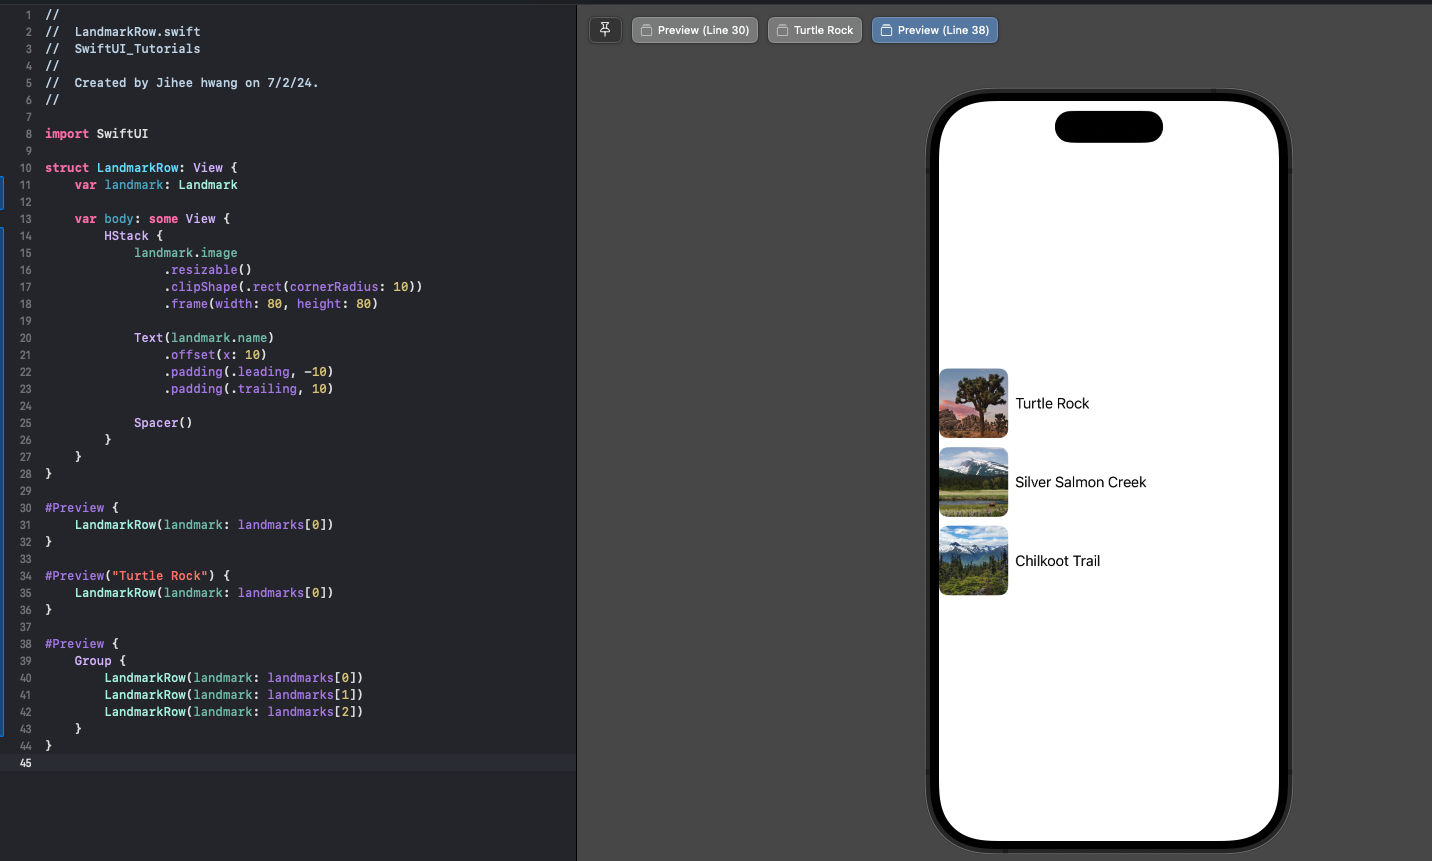 1 //
2 //  LandmarkRow.swift
3 //  SwiftUI_Tutorials
4 //
5 //  Created by Jihee hwang on 7/2/24.
6 //
7
8 import SwiftUI
9
10 struct LandmarkRow: View {
11     var landmark: Landmark
12
13     var body: some View {
14         HStack {
15             landmark.image
16                 .resizable()
17                 .clipShape(.rect(cornerRadius: 10))
18                 .frame(width: 80, height: 80)
19
20             Text(landmark.name)
21                 .offset(x: 10)
22                 .padding(.leading, -10)
23                 .padding(.trailing, 10)
24
25             Spacer()
26         }
27     }
28 }
29
30 #Preview {
31     LandmarkRow(landmark: landmarks[0])
32 }
33
34 #Preview("Turtle Rock") {
35     LandmarkRow(landmark: landmarks[0])
36 }
37
38 #Preview {
39     Group {
40         LandmarkRow(landmark: landmarks[0])
41         LandmarkRow(landmark: landmarks[1])
42         LandmarkRow(landmark: landmarks[2])
43     }
44 }
45
Preview (Line 30) Turtle Rock Preview (Line 38)
Turtle Rock
Silver Salmon Creek
Chilkoot Trail